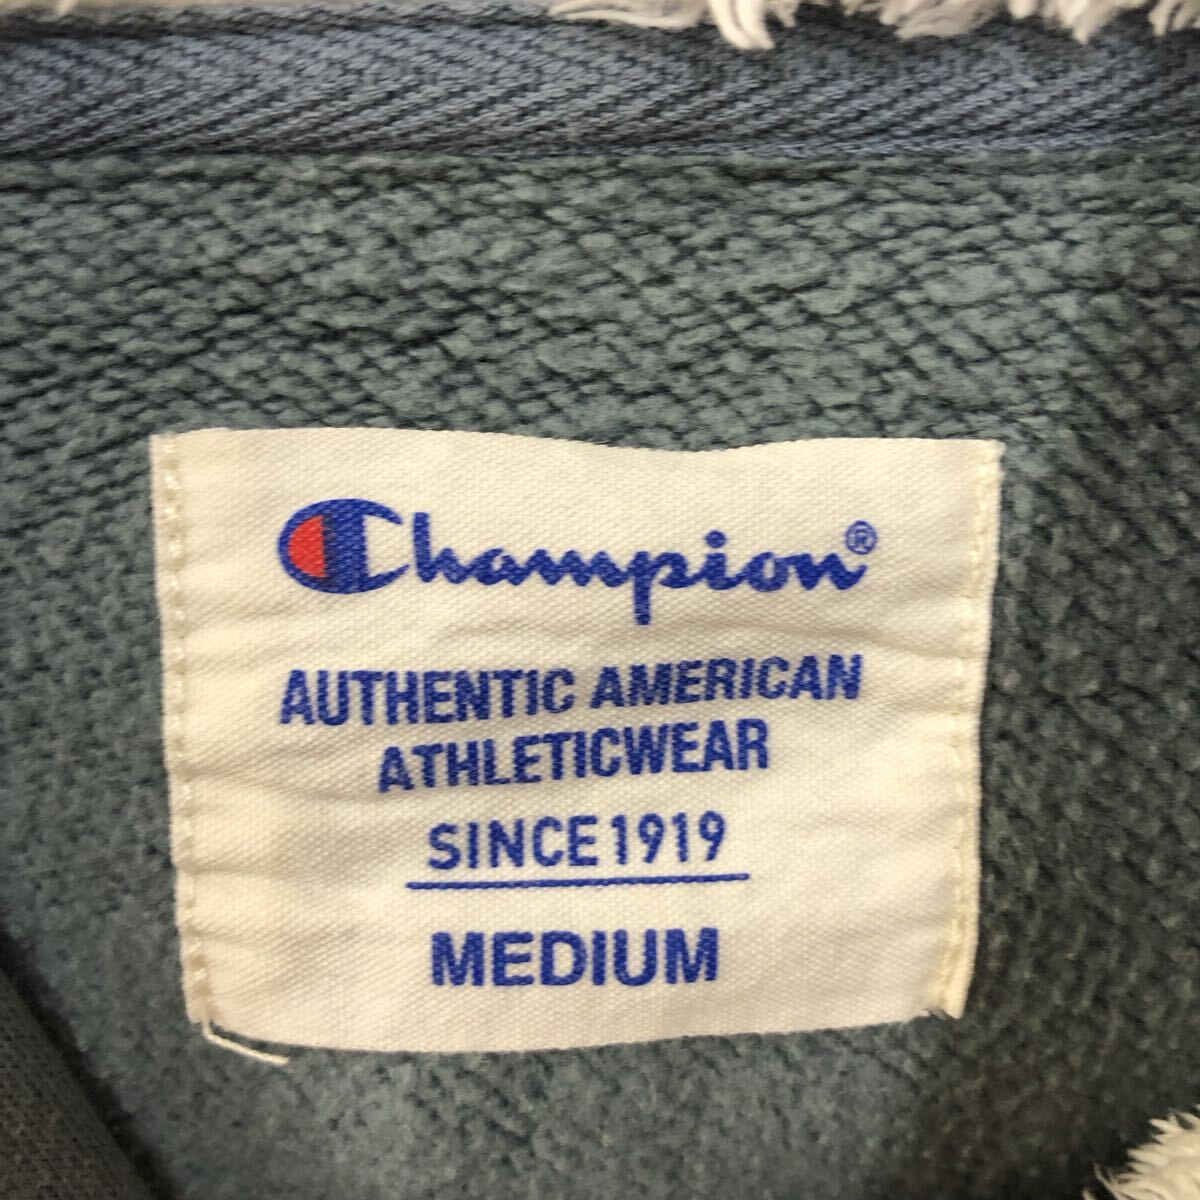 Champion®
AUTHENTIC AMERICAN
ATHLETICWEAR
SINCE 1919
MEDIUM